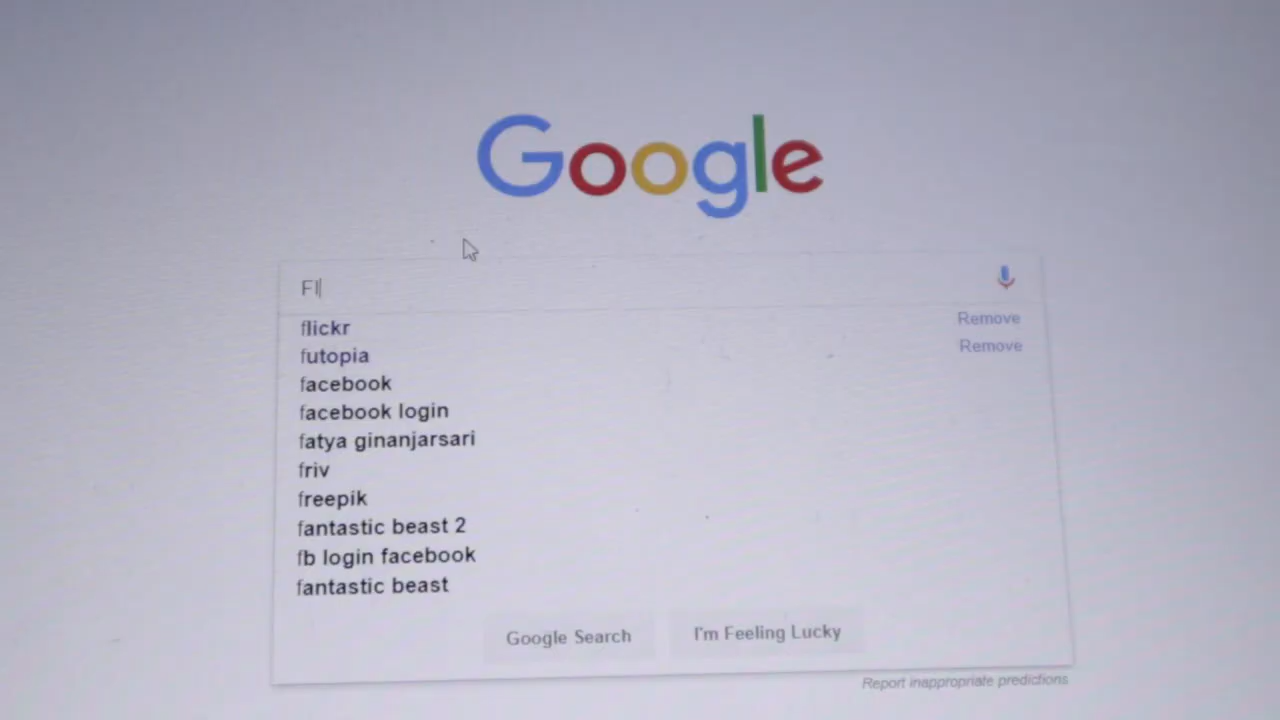 Google
Fl
flickr Remove
futopia Remove
facebook
facebook login
fatya ginanjarsari
friv
freepik
fantastic beast 2
fb login facebook
fantastic beast
Google Search I'm Feeling Lucky
Report inappropriate predictions